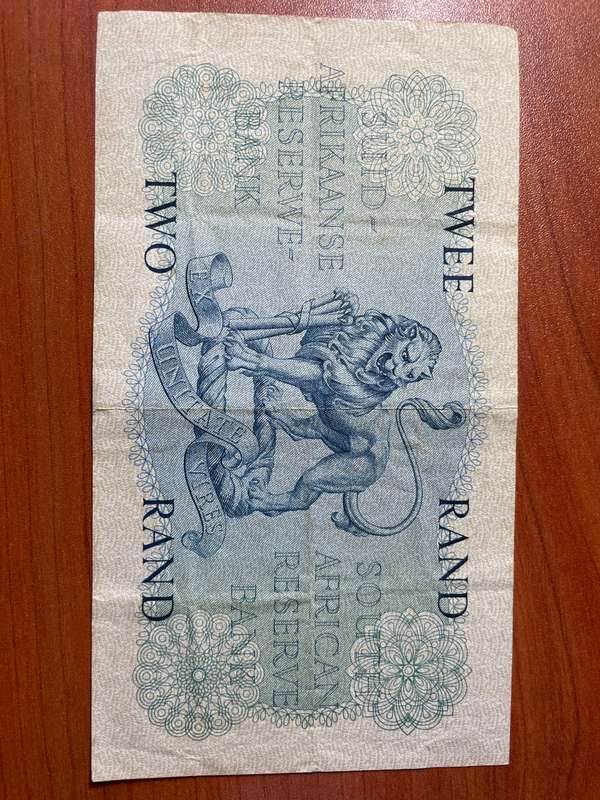 TWEE RAND
SUID-
AFRIKAANSE
RESERWE-
BANK
SOUTH
AFRICAN
RESERVE
BANK
EX UNITATE VIRES
TWO RAND